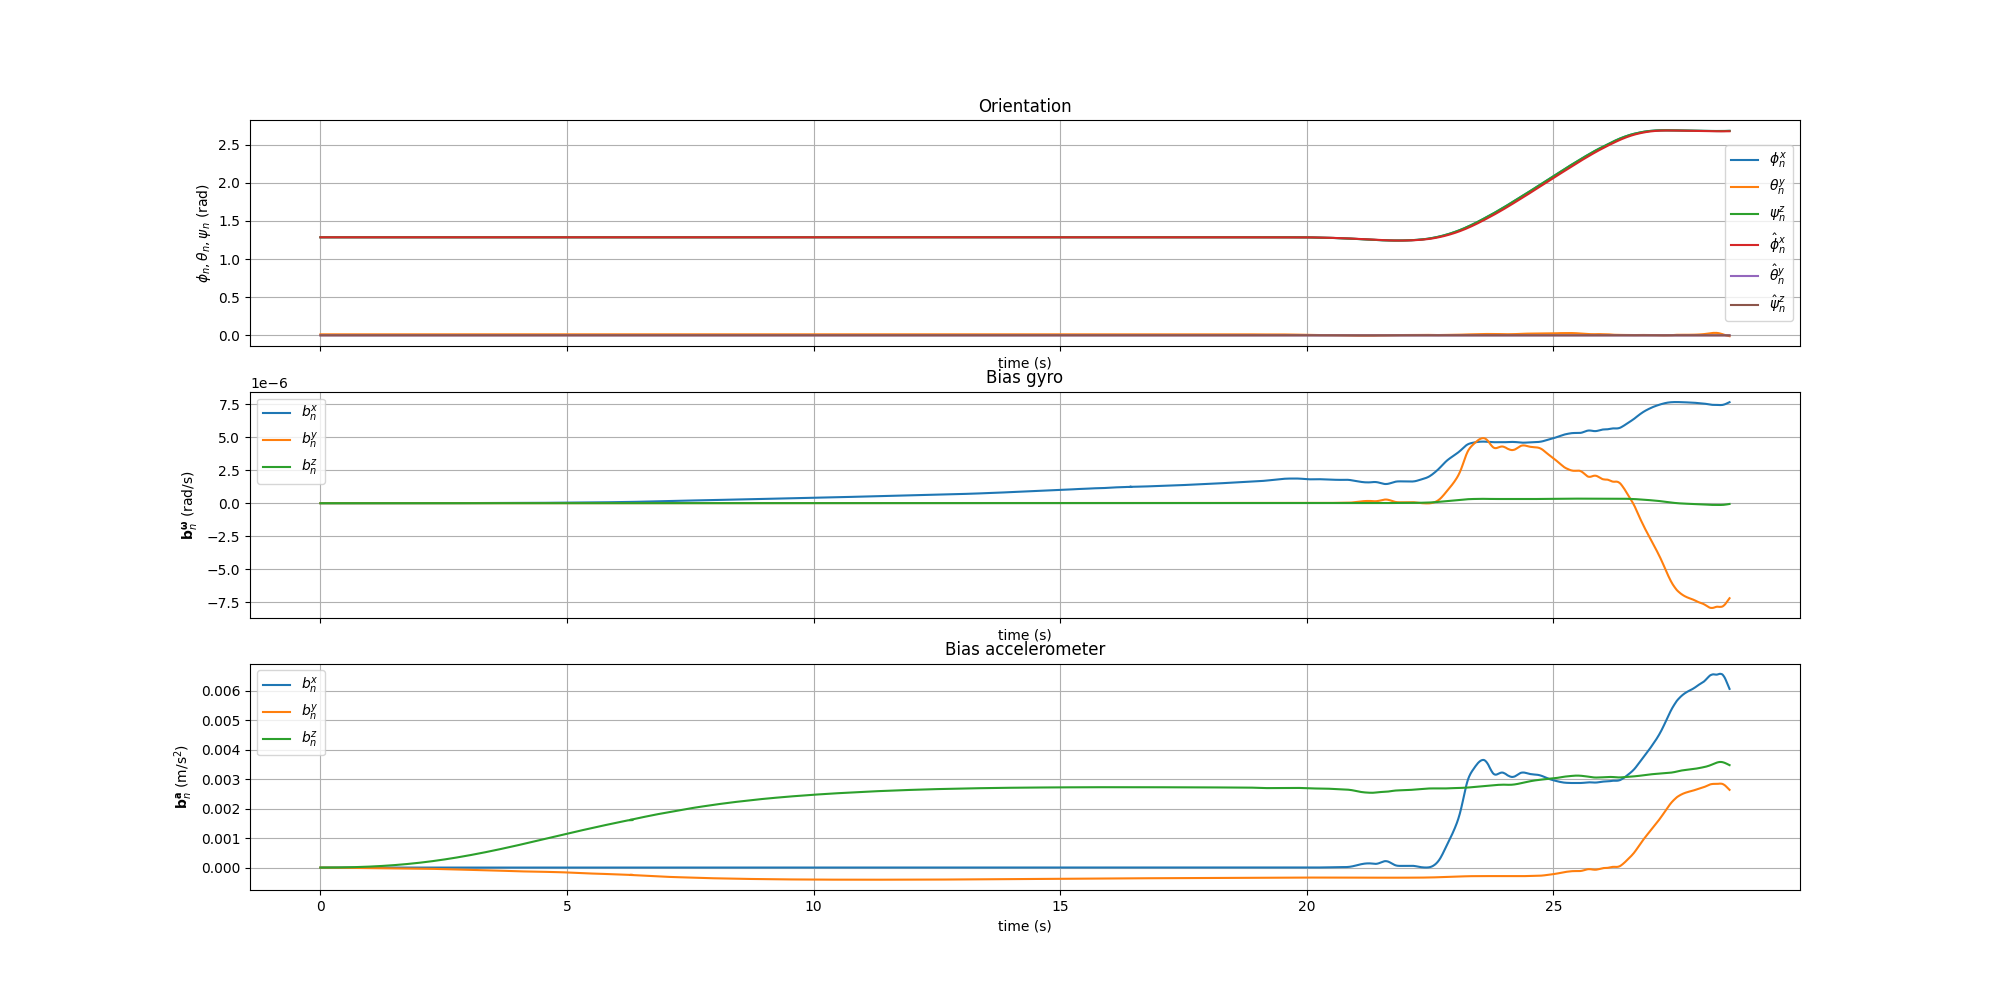 Orientation
2.5
2.0
1.5
1.0
0.5
0.0
ϕₙ, θₙ, ψₙ (rad)
ϕₙˣ
θₙʸ
ψₙᶻ
ϕ̂ₙˣ
θ̂ₙʸ
ψ̂ₙᶻ
time (s)
Bias gyro
1e−6
7.5
5.0
2.5
0.0
−2.5
−5.0
−7.5
𝐛ₙ^𝛚 (rad/s)
bₙˣ
bₙʸ
bₙᶻ
time (s)
Bias accelerometer
0.006
0.005
0.004
0.003
0.002
0.001
0.000
𝐛ₙ^𝐚 (m/s²)
bₙˣ
bₙʸ
bₙᶻ
0 5 10 15 20 25
time (s)